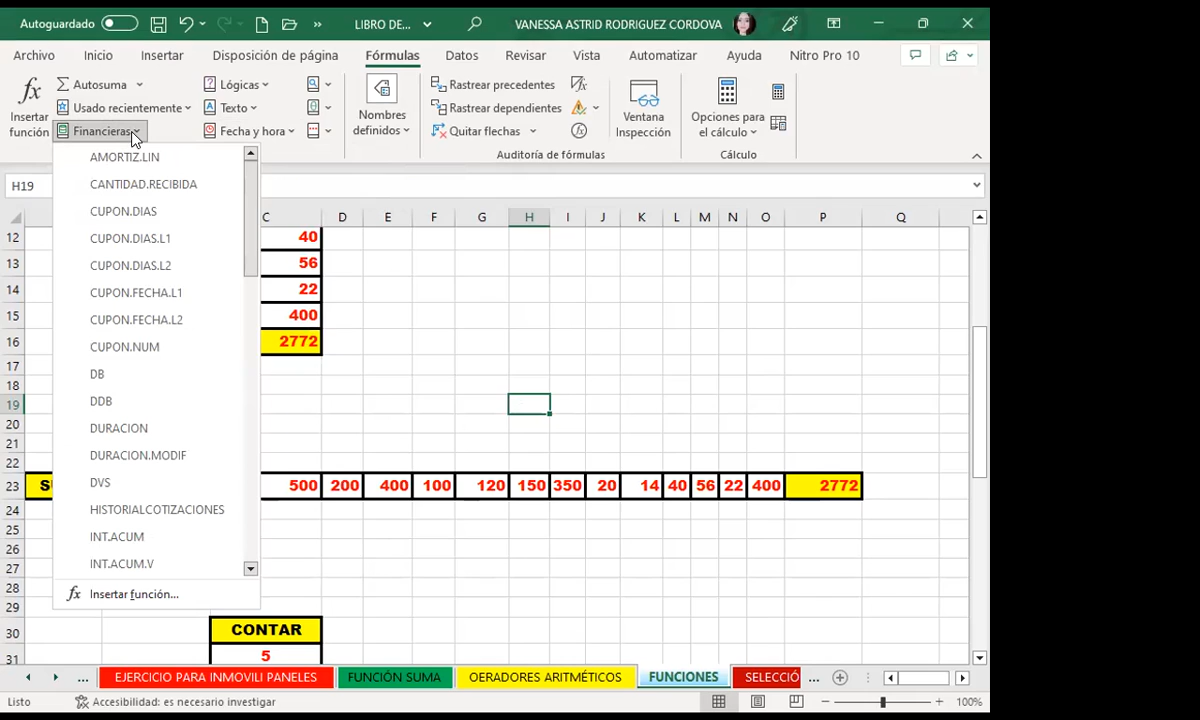 Autoguardado
LIBRO DE...
VANESSA ASTRID RODRIGUEZ CORDOVA
Archivo Inicio Insertar Disposición de página Fórmulas Datos Revisar Vista Automatizar Ayuda Nitro Pro 10
Insertar función
Autosuma
Usado recientemente
Financieras
Lógicas
Texto
Fecha y hora
Nombres definidos
Rastrear precedentes
Rastrear dependientes
Quitar flechas
Ventana Inspección
Opciones para el cálculo
Auditoría de fórmulas
Cálculo
H19
AMORTIZ.LIN
CANTIDAD.RECIBIDA
CUPON.DIAS
CUPON.DIAS.L1
CUPON.DIAS.L2
CUPON.FECHA.L1
CUPON.FECHA.L2
CUPON.NUM
DB
DDB
DURACION
DURACION.MODIF
DVS
HISTORIALCOTIZACIONES
INT.ACUM
INT.ACUM.V
Insertar función...
C D E F G H I J K L M N O P Q
12 40
13 56
14 22
15 400
16 2772
17
18
19
20
21
22
23 500 200 400 100 120 150 350 20 14 40 56 22 400 2772
24
25
26
27
28
29
30 CONTAR
31 5
... EJERCICIO PARA INMOVILI PANELES FUNCIÓN SUMA OERADORES ARITMÉTICOS FUNCIONES SELECCIÓ ...
Listo Accesibilidad: es necesario investigar 100%